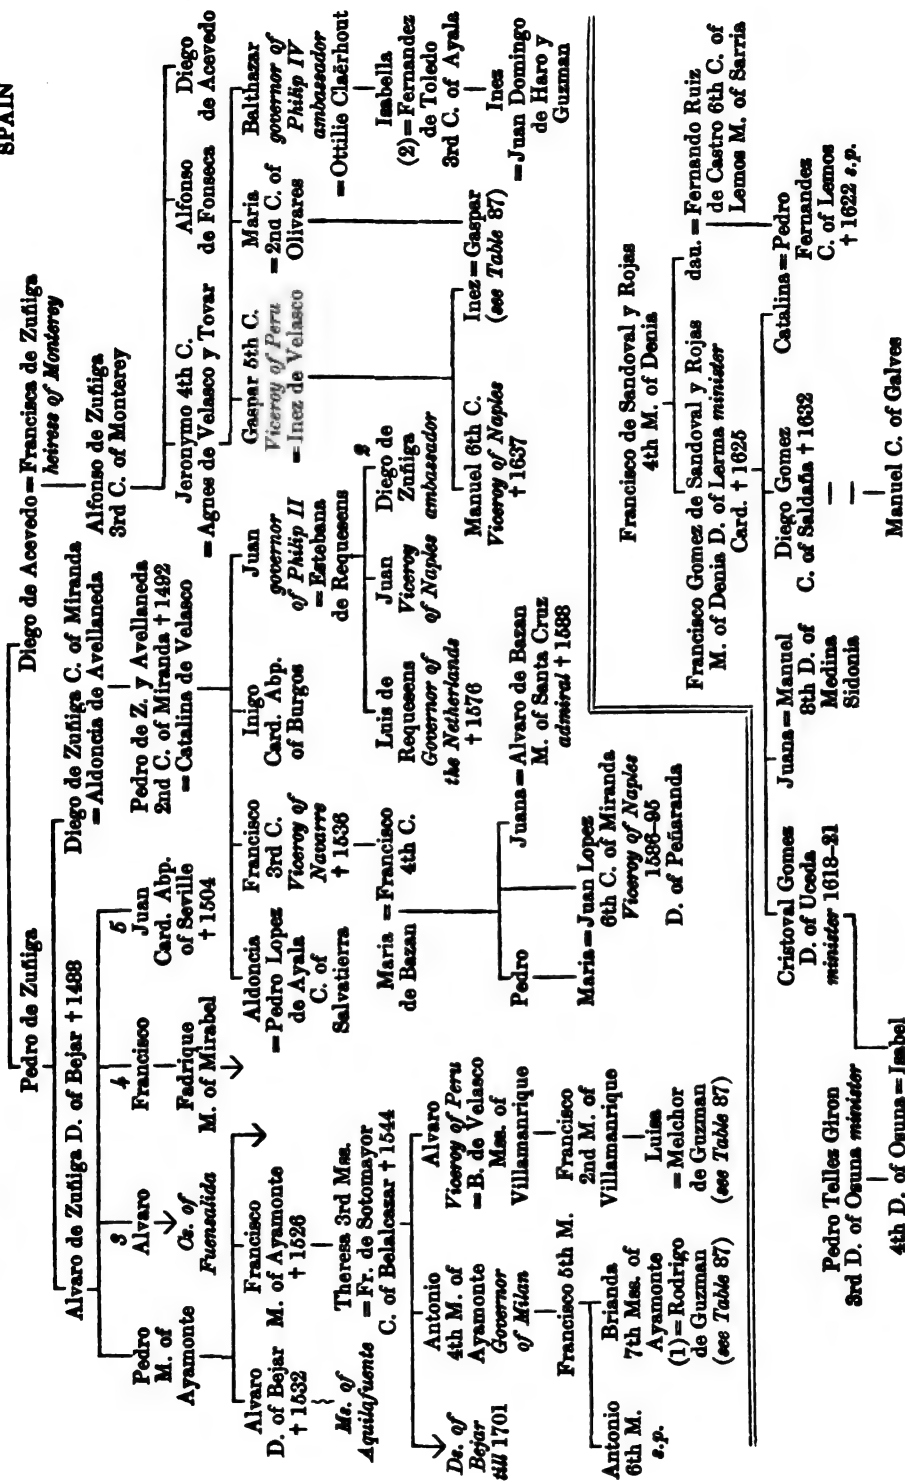 SPAIN
Pedro de Zuñiga
Diego de Acevedo = Francisca de Zuñiga
heiress of Monterey
Alvaro de Zuñiga D. of Bejar † 1488
Diego de Zuñiga C. of Miranda
= Aldoncia de Avellaneda
Alfonso de Zuñiga
3rd C. of Monterey
Pedro
M. of
Ayamonte
3
Alvaro
Cs. of
Fuensalida
4
Francisco
Fadrique
M. of Mirabel
5
Juan
Card. Abp.
of Seville
† 1504
Pedro de Z. y Avellaneda
2nd C. of Miranda † 1492
= Catalina de Velasco
Jeronymo 4th C.
= Agnes de Velasco y Tovar
Alfonso
de Fonseca
Diego
de Acevedo
Alvaro
D. of Bejar
† 1532
Ms. of
Aquilafuente
Francisco
M. of Ayamonte
† 1526
Theresa 3rd Mss.
= Fr. de Sotomayor
C. of Belalcazar † 1544
Aldoncia
= Pedro Lopez
de Ayala
C. of
Salvatierra
Francisco
3rd C.
Viceroy of
Navarre
† 1536
Inigo
Card. Abp.
of Burgos
Juan
governor
of Philip II
= Estebana
de Requesens
Gaspar 5th C.
Viceroy of Peru
= Inez de Velasco
Maria
= 2nd C. of
Olivares
Balthazar
governor of
Philip IV
ambassador
= Ottilie Claërhout
Isabella
(2) = Fernandez
de Toledo
3rd C. of Ayala
Inez
= Juan Domingo
de Haro y
Guzman
Maria = Francisco
de Bazan 4th C.
Luis de
Requesens
Governor of
the Netherlands
† 1576
Juan
Viceroy
of Naples
2
Diego de
Zuñiga
ambassador
Manuel 6th C.
Viceroy of Naples
† 1637
Inez = Gaspar
(see Table 87)
Ds. of
Bejar
till 1701
Antonio
4th M. of
Ayamonte
Governor
of Milan
Alvaro
Viceroy of Peru
= B. de Velasco
Mss. of
Villamanrique
Pedro
Juana = Alvaro de Bazan
M. of Santa Cruz
admiral † 1588
Francisco 5th M.
Francisco
2nd M. of
Villamanrique
Maria = Juan Lopez
6th C. of Miranda
Viceroy of Naples
1586–95
D. of Peñaranda
Antonio
6th M.
s.p.
Brianda
7th Mss. of
Ayamonte
(1) = Rodrigo
de Guzman
(see Table 87)
Luisa
= Melchor
de Guzman
(see Table 87)
Francisco de Sandoval y Rojas
4th M. of Denia
Francisco Gomez de Sandoval y Rojas
M. of Denia D. of Lerma minister
Card. † 1625
dau. = Fernando Ruiz
de Castro 6th C. of
Lemos M. of Sarria
Cristoval Gomes
D. of Uceda
minister 1618–21
Juana = Manuel
8th D. of
Medina
Sidonia
Diego Gomez
C. of Saldaña † 1632
Catalina = Pedro
Fernandez
C. of Lemos
† 1622 s.p.
Pedro Tellez Giron
3rd D. of Osuna minister
Manuel C. of Galves
4th D. of Osuna = Isabel